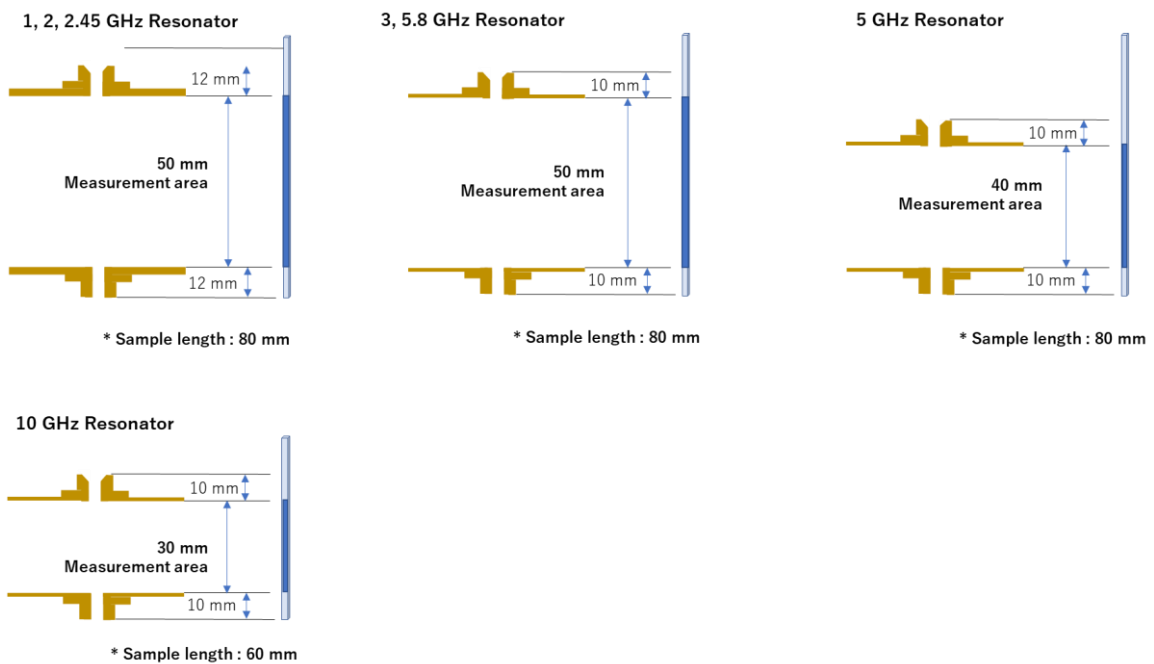 1, 2, 2.45 GHz Resonator
12 mm
50 mm
Measurement area
12 mm
* Sample length : 80 mm
3, 5.8 GHz Resonator
10 mm
50 mm
Measurement area
10 mm
* Sample length : 80 mm
5 GHz Resonator
10 mm
40 mm
Measurement area
10 mm
* Sample length : 80 mm
10 GHz Resonator
10 mm
30 mm
Measurement area
10 mm
* Sample length : 60 mm